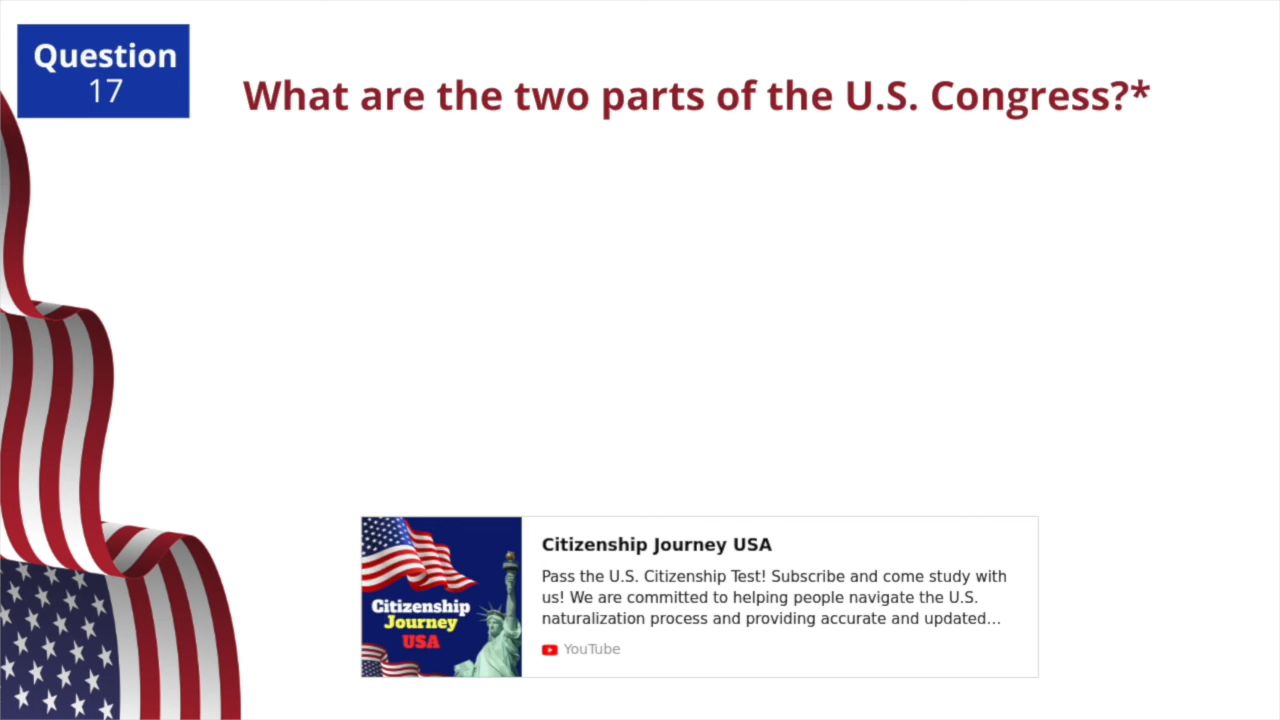 Question
17
What are the two parts of the U.S. Congress?*
Citizenship
Journey
USA
Citizenship Journey USA
Pass the U.S. Citizenship Test! Subscribe and come study with
us! We are committed to helping people navigate the U.S.
naturalization process and providing accurate and updated...
YouTube